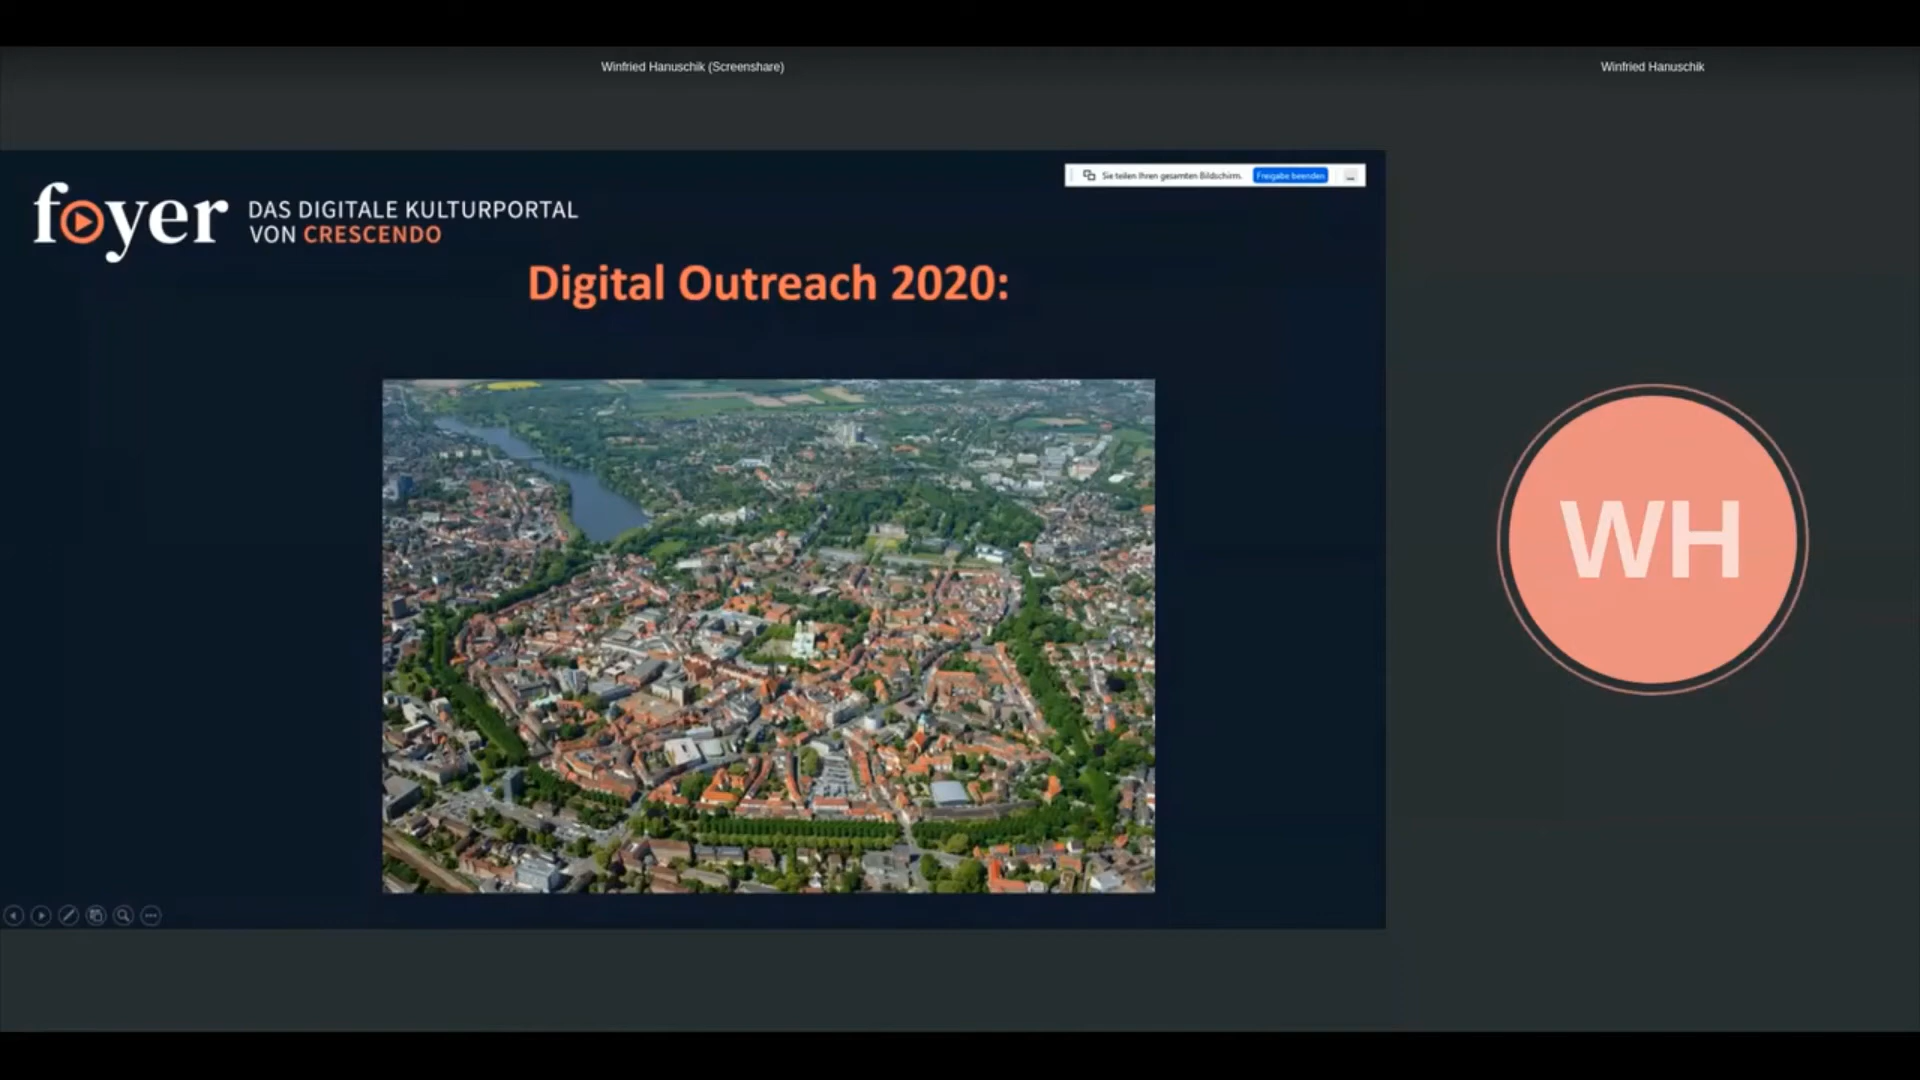 Winfried Hanuschik (Screenshare)
Winfried Hanuschik
Sie teilen Ihren gesamten Bildschirm.
Freigabe beenden
foyer
DAS DIGITALE KULTURPORTAL
VON CRESCENDO
Digital Outreach 2020:
WH